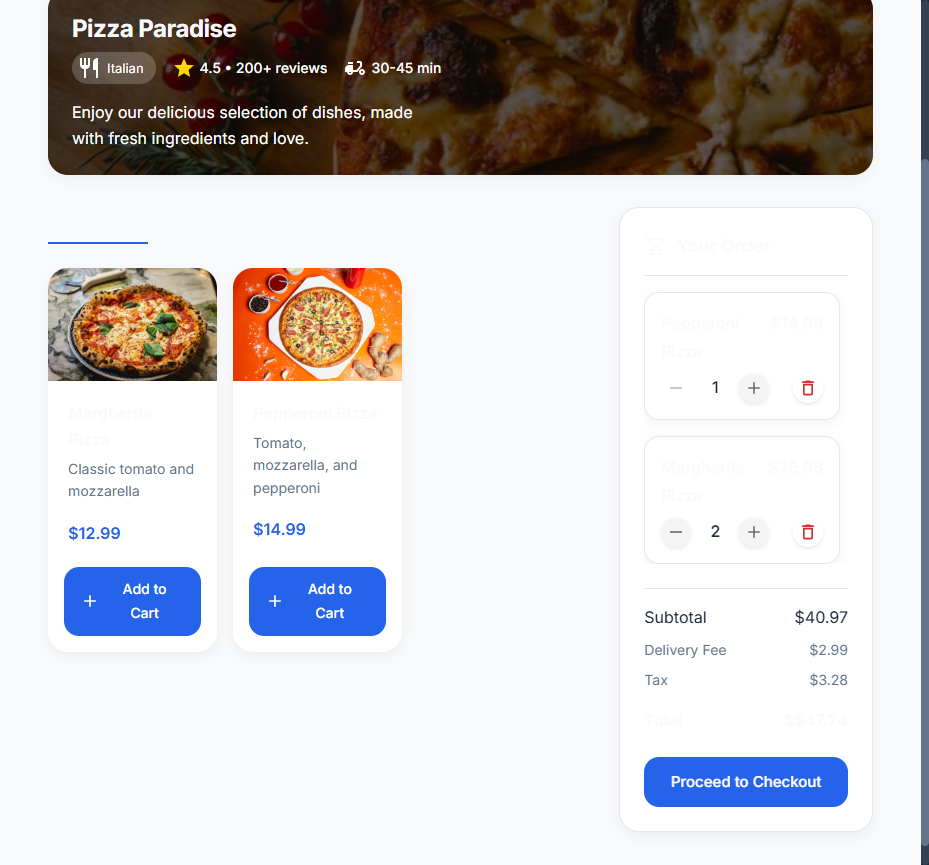 Pizza Paradise
Italian
4.5 • 200+ reviews
30-45 min
Enjoy our delicious selection of dishes, made
with fresh ingredients and love.
Margherita
Pizza
Classic tomato and
mozzarella
$12.99
+ Add to
Cart
Pepperoni Pizza
Tomato,
mozzarella, and
pepperoni
$14.99
+ Add to
Cart
Your Order
Pepperoni $14.99
Pizza
− 1 +
Margherita $25.98
Pizza
− 2 +
Subtotal $40.97
Delivery Fee $2.99
Tax $3.28
Total $$47.24
Proceed to Checkout